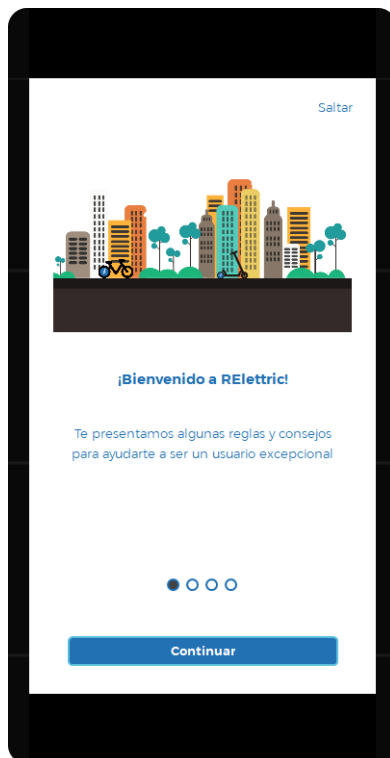 Saltar
¡Bienvenido a RElettric!
Te presentamos algunas reglas y consejos
para ayudarte a ser un usuario excepcional
Continuar